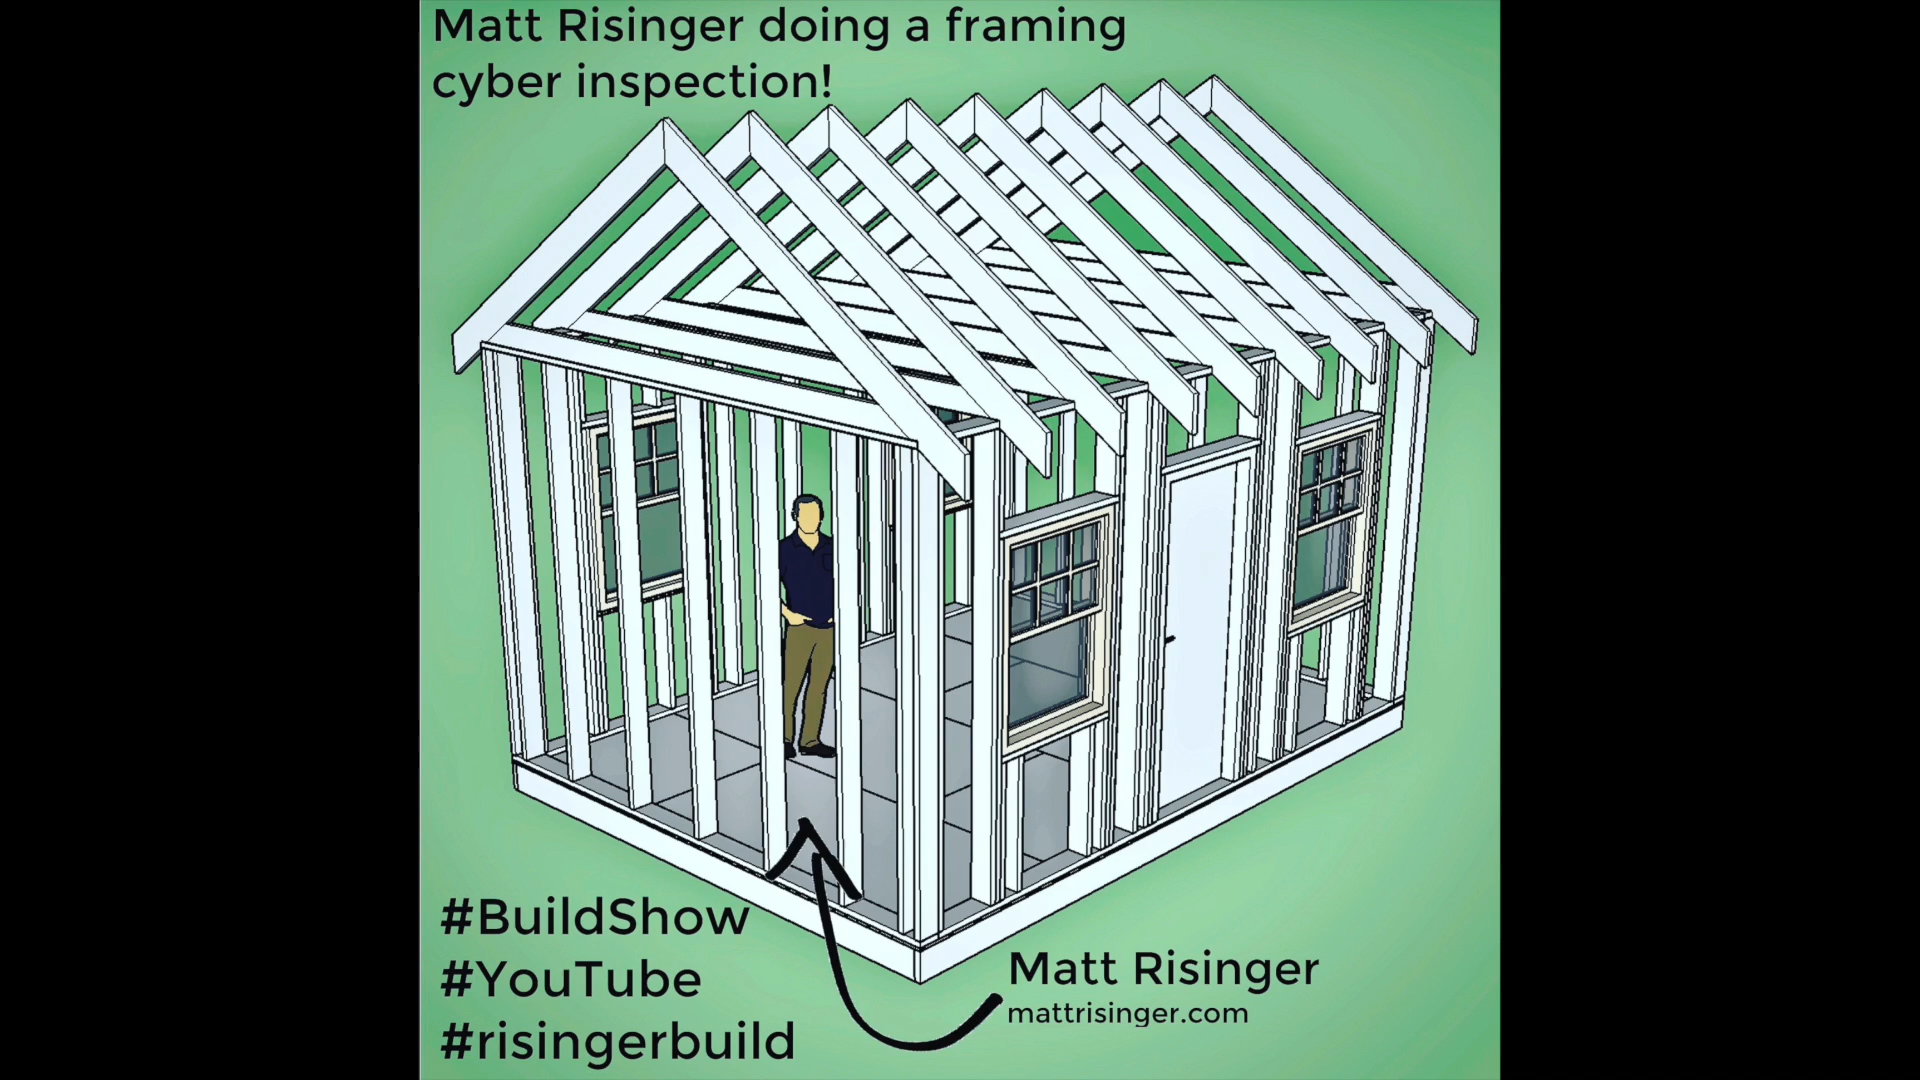 Matt Risinger doing a framing
cyber inspection!
#BuildShow
#YouTube
#risingerbuild
Matt Risinger
mattrisinger.com